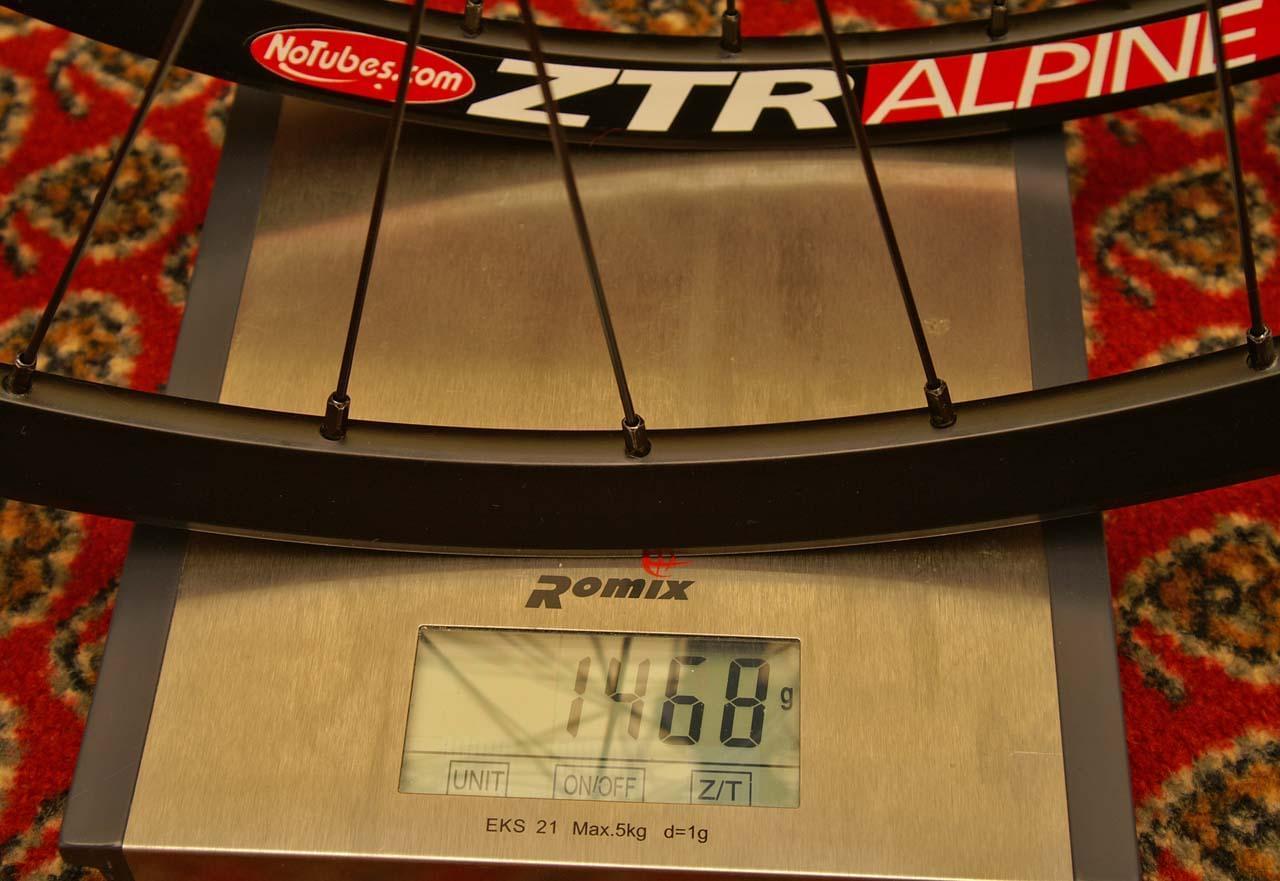 NoTubes.com
ZTR ALPINE
Romix
1468 g
UNIT ON/OFF Z/T
EKS 21 Max.5kg d=1g